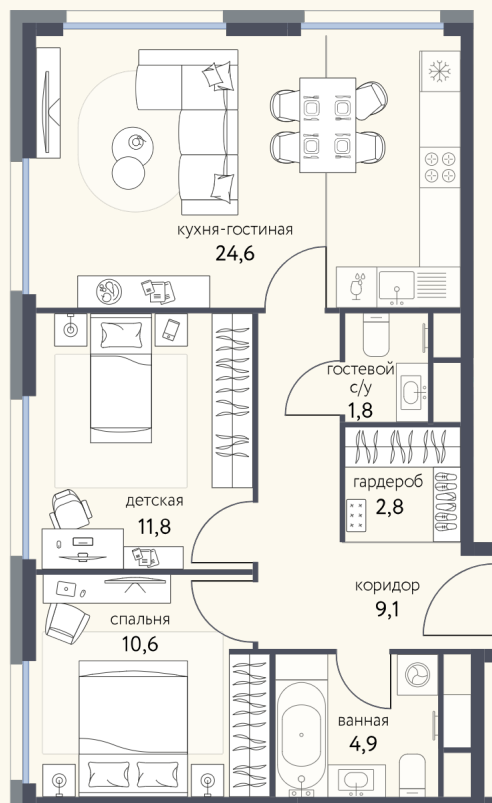 кухня-гостиная
24,6
гостевой
с/у
1,8
гардероб
2,8
детская
11,8
коридор
9,1
спальня
10,6
ванная
4,9